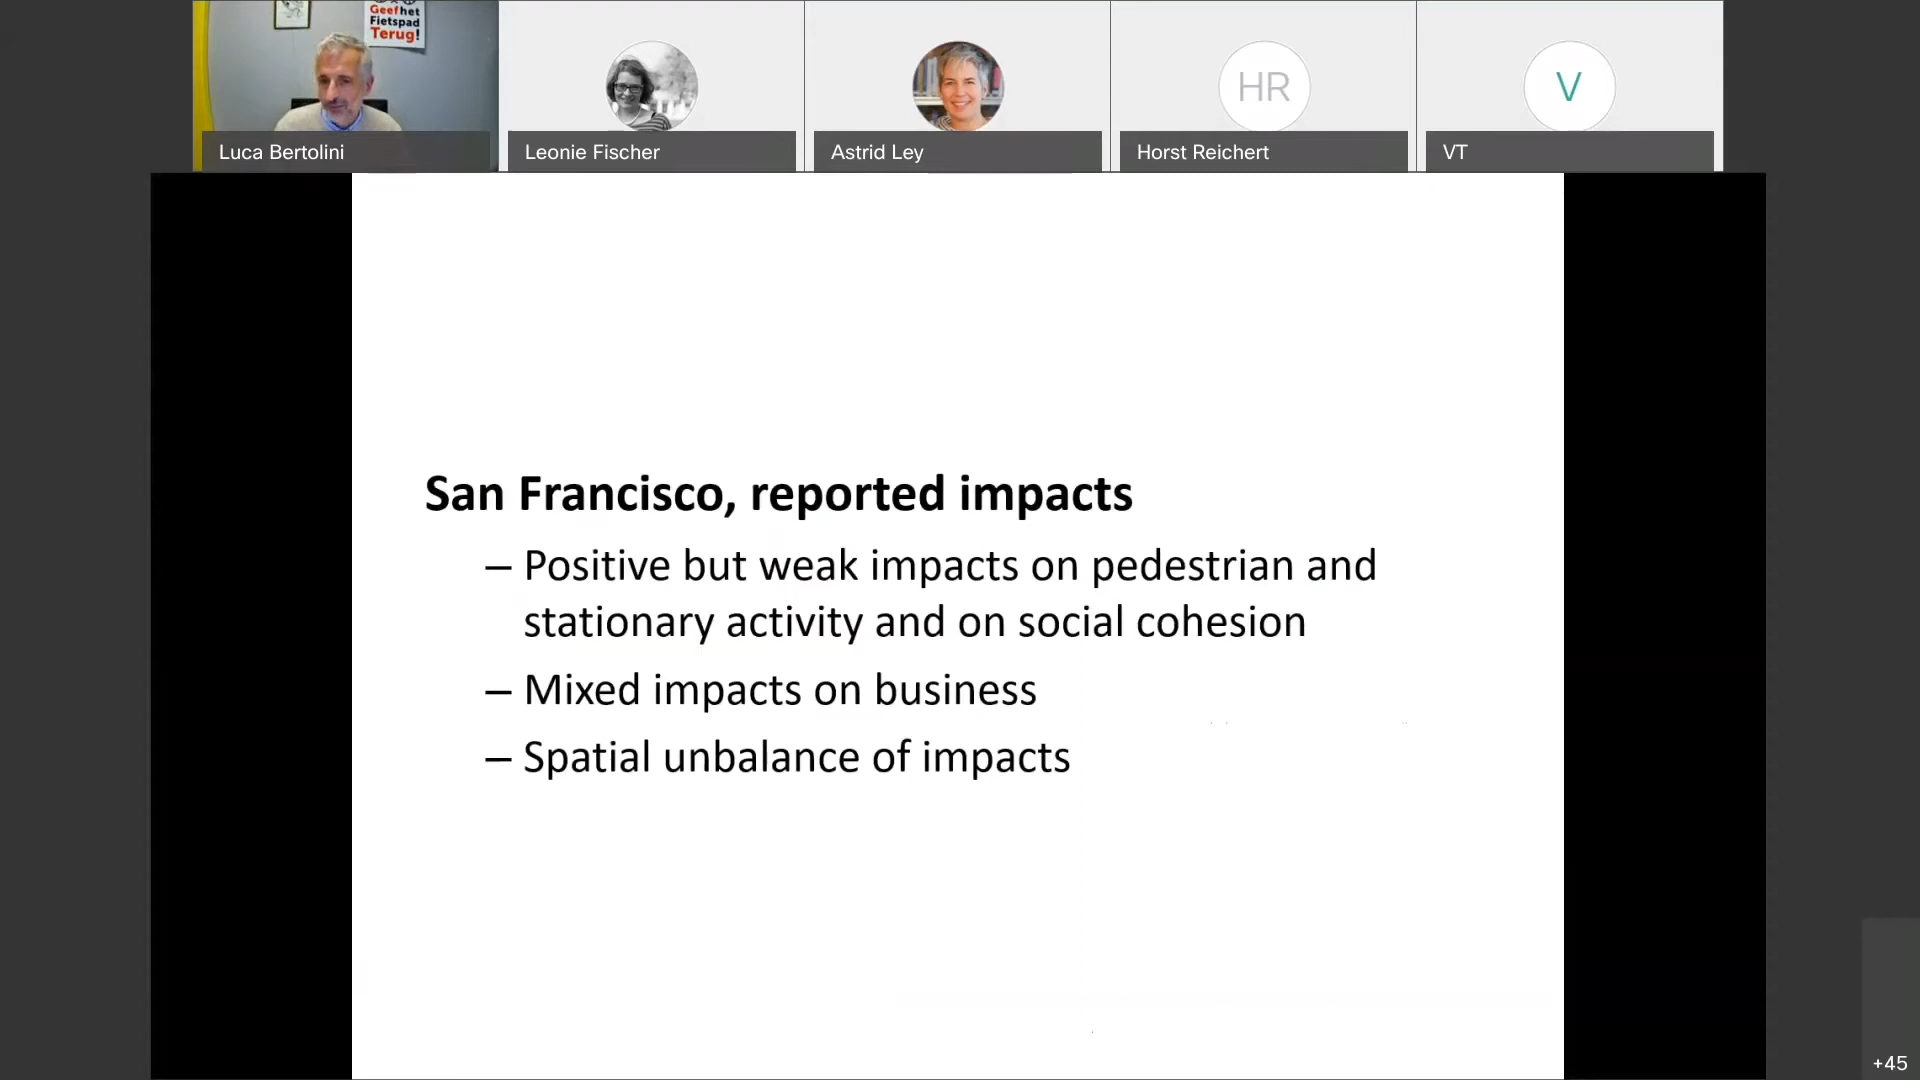 Geef het
Fietspad
Terug!
HR
V
Luca Bertolini
Leonie Fischer
Astrid Ley
Horst Reichert
VT
San Francisco, reported impacts
– Positive but weak impacts on pedestrian and
stationary activity and on social cohesion
– Mixed impacts on business
– Spatial unbalance of impacts
+45